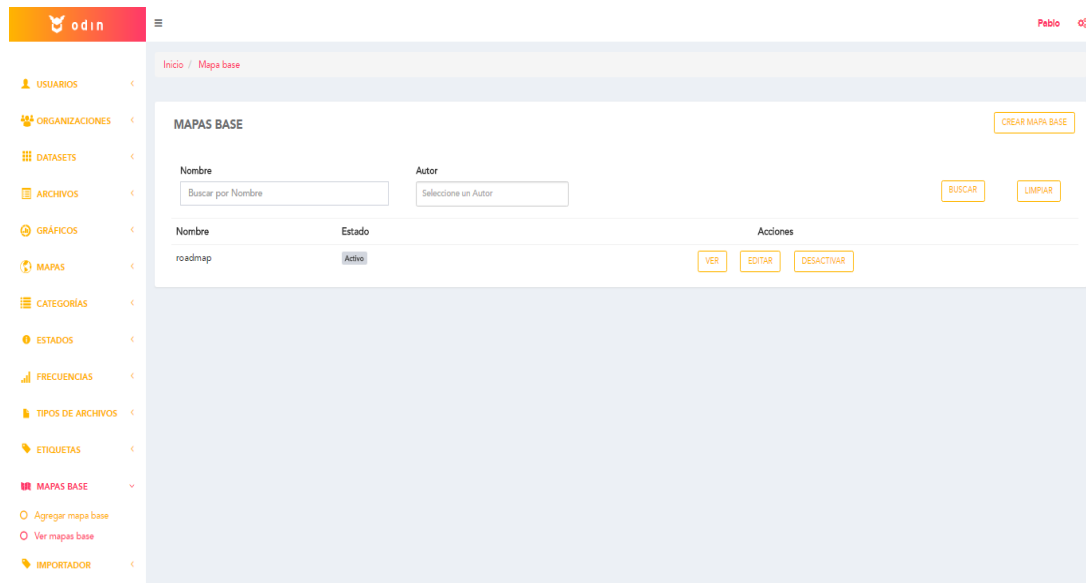 odin
Pablo
Inicio / Mapa base
USUARIOS
ORGANIZACIONES
DATASETS
ARCHIVOS
GRÁFICOS
MAPAS
CATEGORÍAS
ESTADOS
FRECUENCIAS
TIPOS DE ARCHIVOS
ETIQUETAS
MAPAS BASE
Agregar mapa base
Ver mapas base
IMPORTADOR
MAPAS BASE
CREAR MAPA BASE
Nombre Autor
Buscar por Nombre Seleccione un Autor BUSCAR LIMPIAR
Nombre Estado Acciones
roadmap Activo VER EDITAR DESACTIVAR